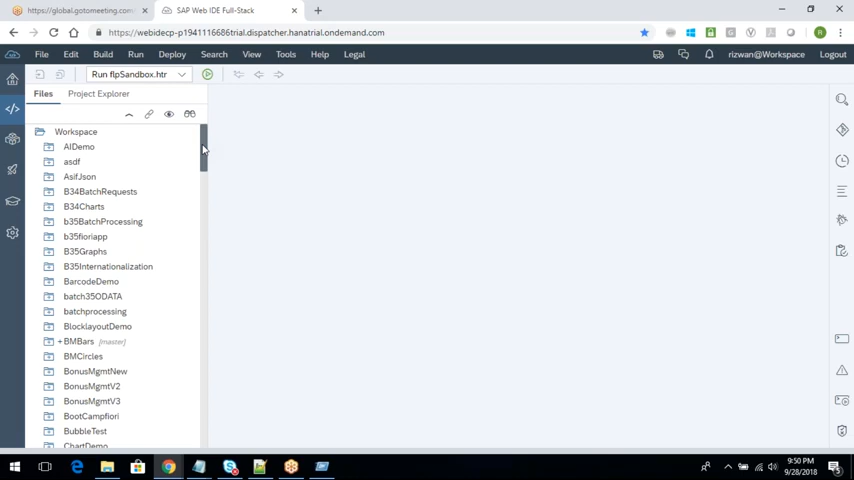 https://global.gotomeeting.com
SAP Web IDE Full-Stack
https://webidecp-p1941116686trial.dispatcher.hanatrial.ondemand.com
File Edit Build Run Deploy Search View Tools Help Legal
rizwan@Workspace Logout
Run flpSandbox.htr
Files Project Explorer
Workspace
AIDemo
asdf
AsifJson
B34BatchRequests
B34Charts
b35BatchProcessing
b35fioriapp
B35Graphs
B35Internationalization
BarcodeDemo
batch35ODATA
batchprocessing
BlocklayoutDemo
+ BMBars [master]
BMCircles
BonusMgmtNew
BonusMgmtV2
BonusMgmtV3
BootCampfiori
BubbleTest
ChartDemo
9:50 PM
9/28/2018